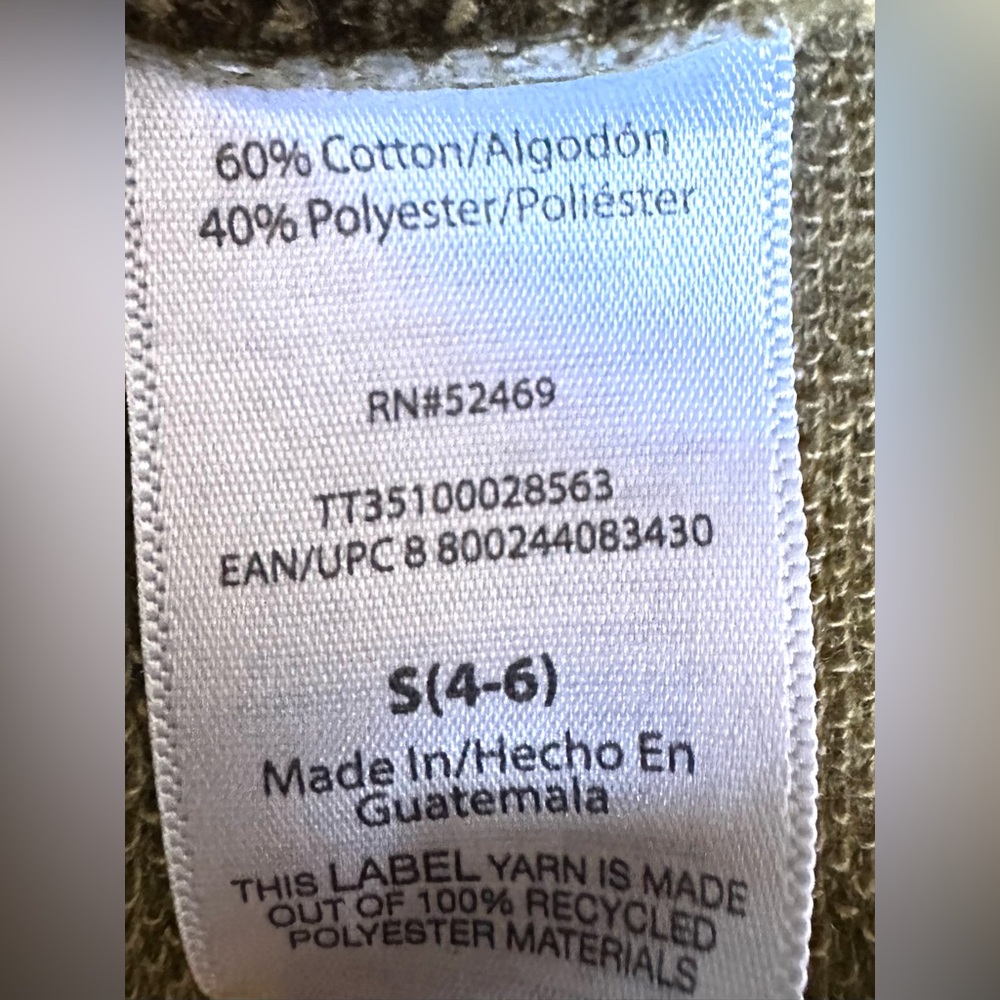 60% Cotton/Algodón
40% Polyester/Poliéster
RN#52469
TT35100028563
EAN/UPC 8 800244083430
S(4-6)
Made In/Hecho En
Guatemala
THIS LABEL YARN IS MADE
OUT OF 100% RECYCLED
POLYESTER MATERIALS